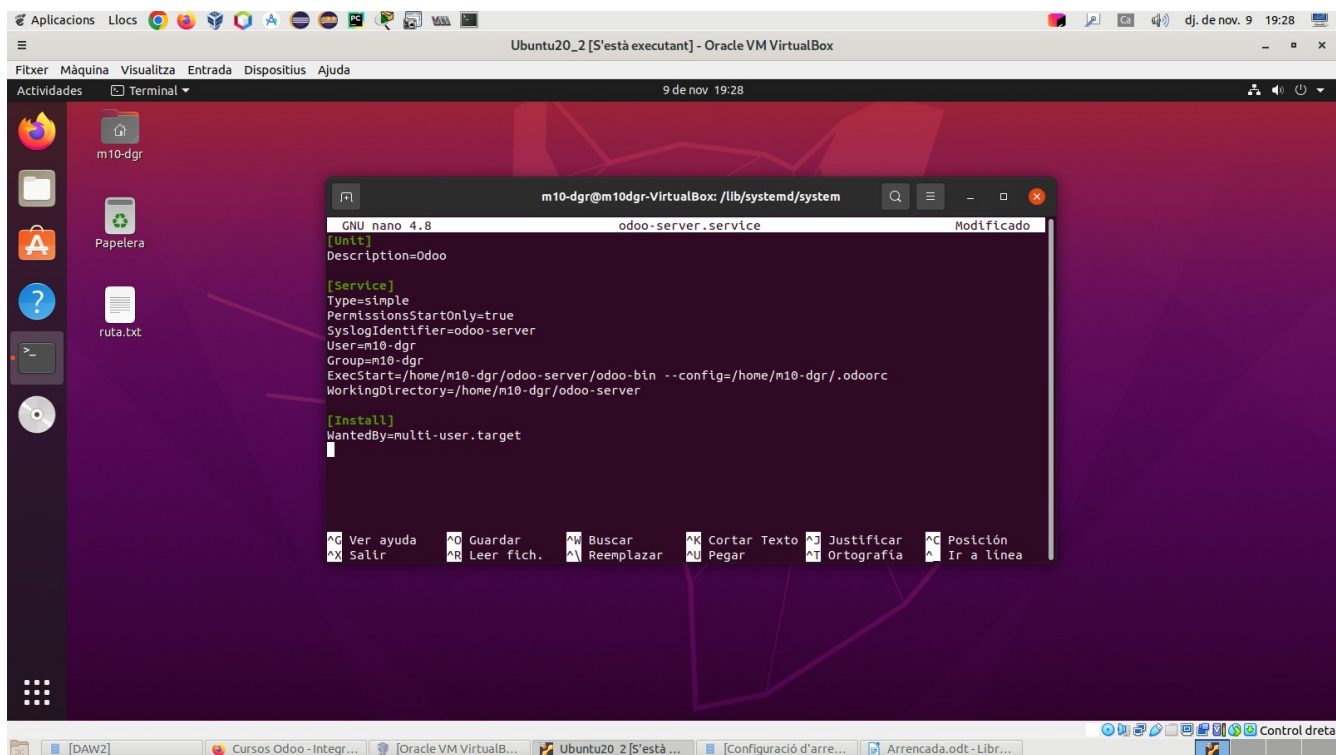 Aplicacions Llocs Ca dj. de nov. 9 19:28
Ubuntu20_2 [S'està executant] - Oracle VM VirtualBox
Fitxer Màquina Visualitza Entrada Dispositius Ajuda
Actividades Terminal 9 de nov 19:28
m10-dgr
Papelera
ruta.txt
m10-dgr@m10dgr-VirtualBox: /lib/systemd/system
GNU nano 4.8 odoo-server.service Modificado
[Unit]
Description=Odoo
[Service]
Type=simple
PermissionsStartOnly=true
SyslogIdentifier=odoo-server
User=m10-dgr
Group=m10-dgr
ExecStart=/home/m10-dgr/odoo-server/odoo-bin --config=/home/m10-dgr/.odoorc
WorkingDirectory=/home/m10-dgr/odoo-server
[Install]
WantedBy=multi-user.target
^G Ver ayuda ^O Guardar ^W Buscar ^K Cortar Texto ^J Justificar ^C Posición
^X Salir ^R Leer fich. ^\ Reemplazar ^U Pegar ^T Ortografía ^_ Ir a línea
Control dreta
[DAW2] Cursos Odoo - Integr... [Oracle VM VirtualB... Ubuntu20_2 [S'està ... [Configuració d'arre... Arrencada.odt - Libr...